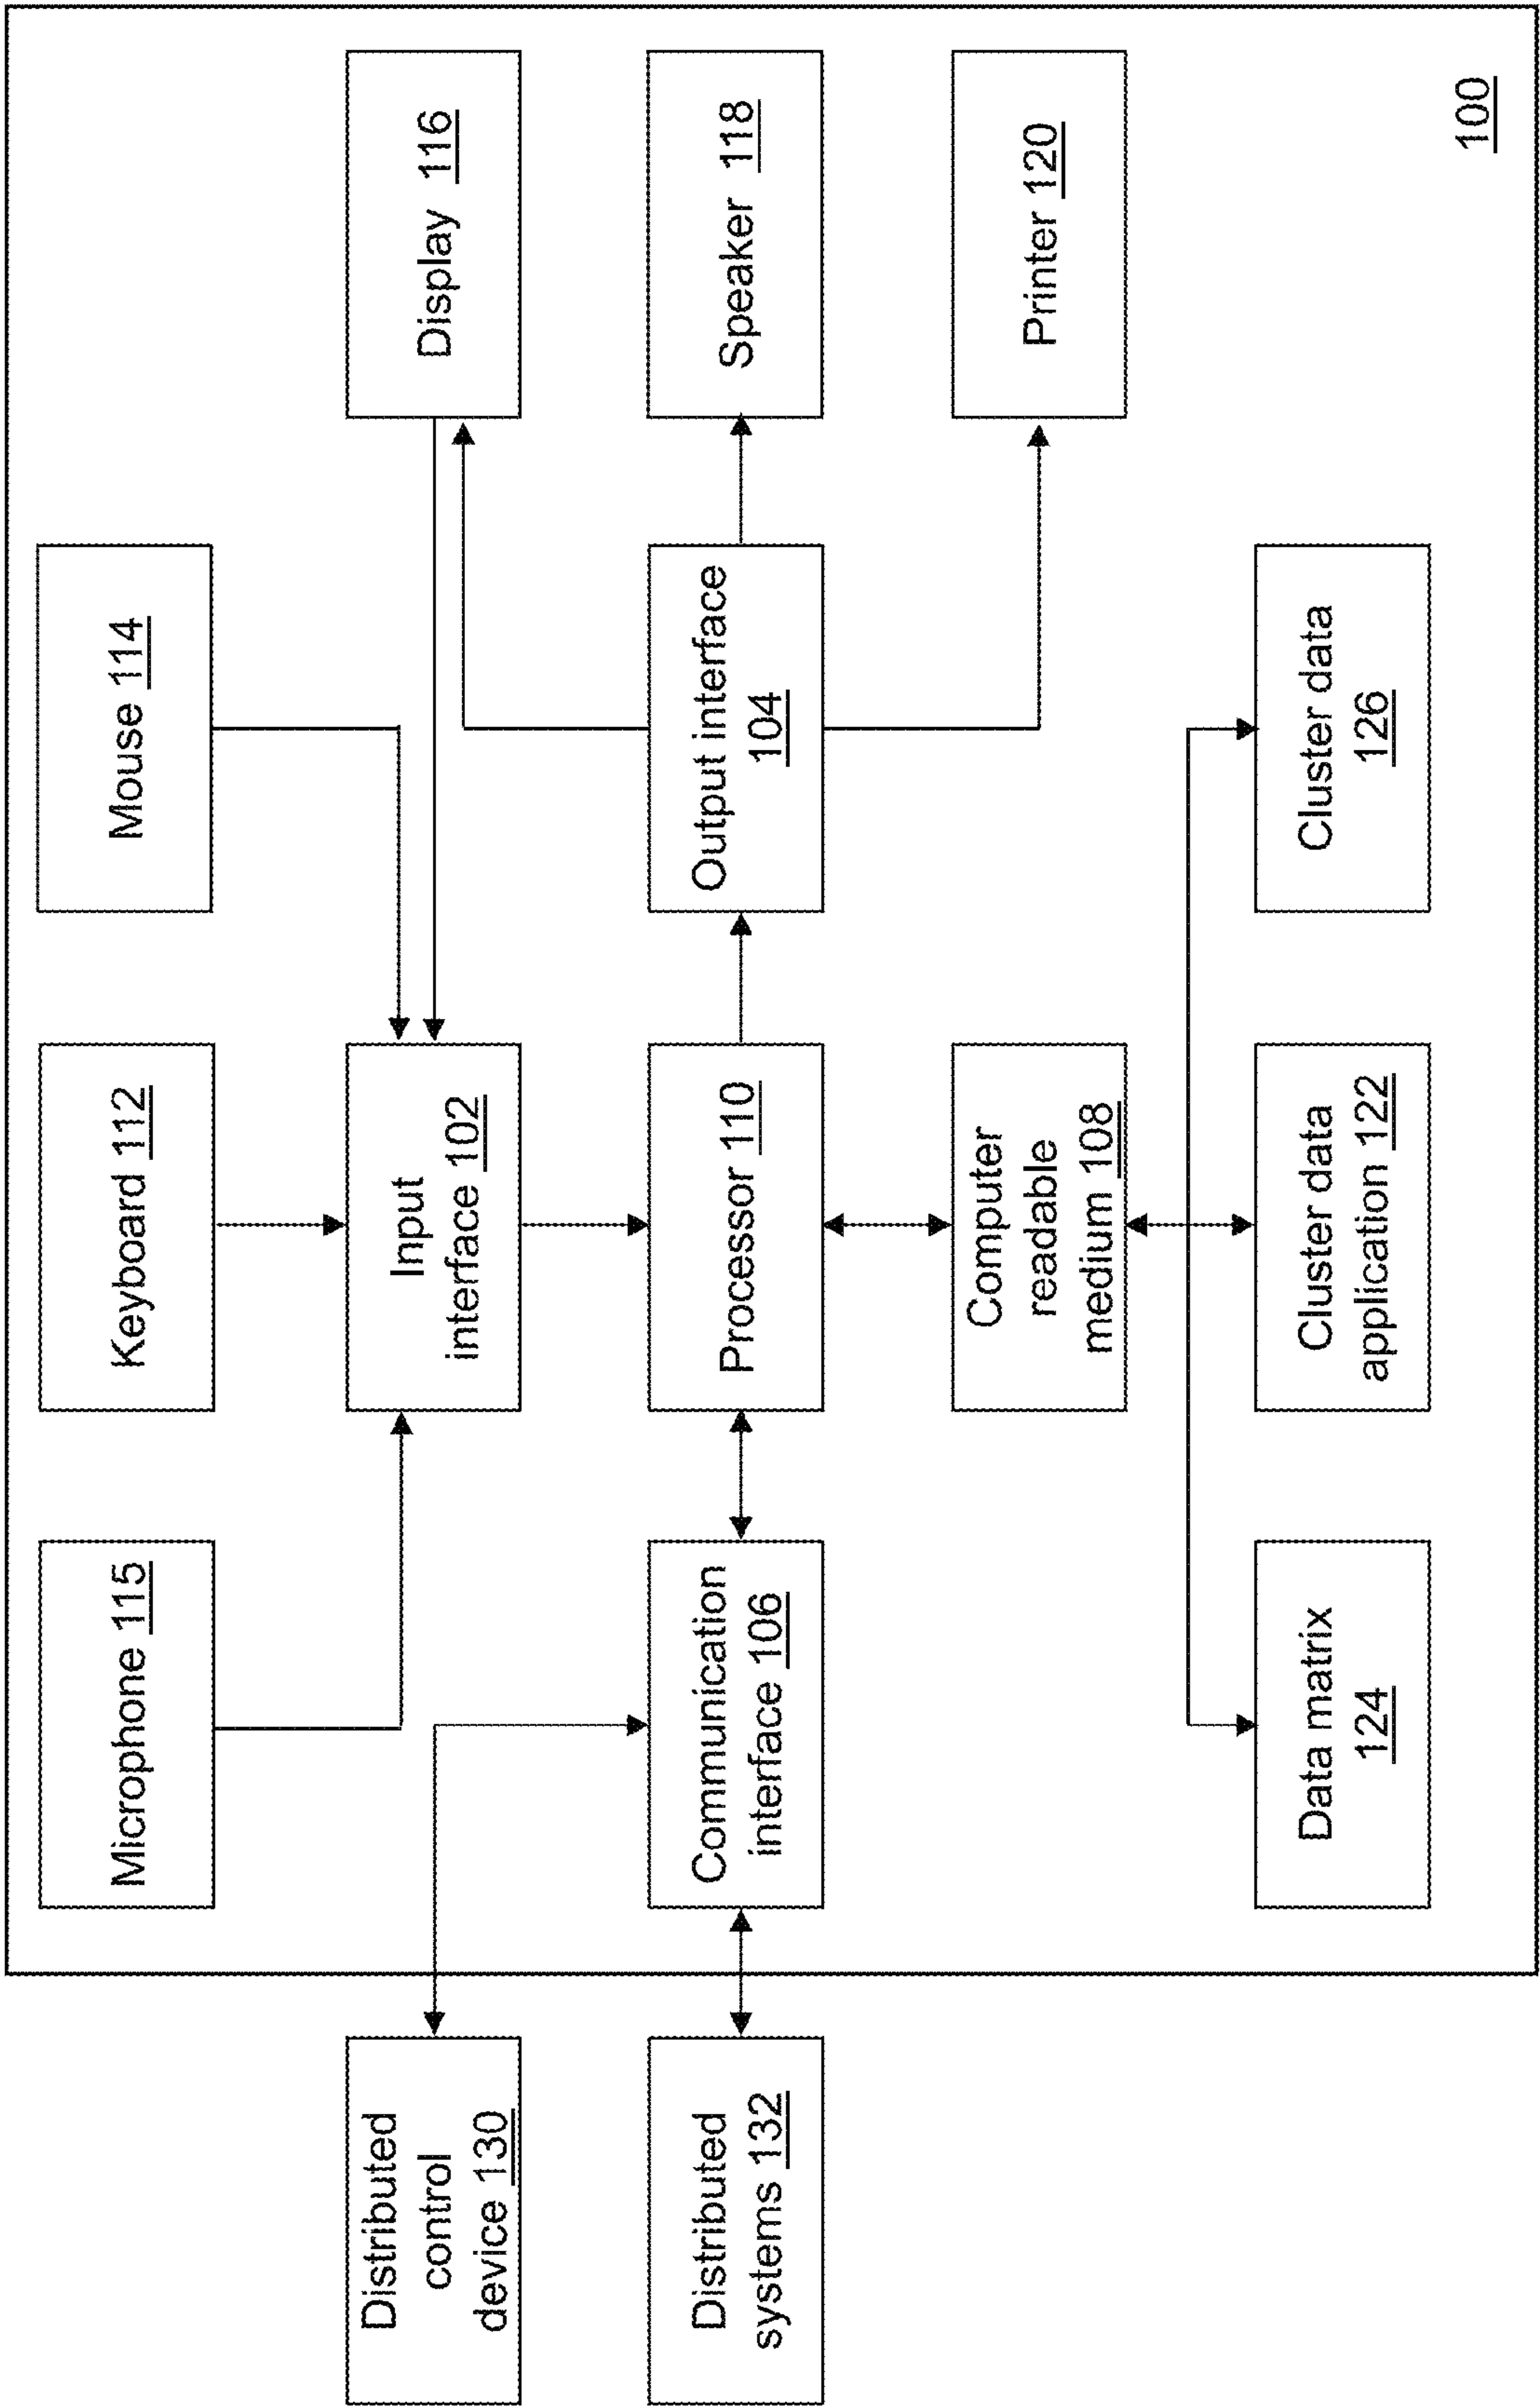 Microphone 115
Keyboard 112
Mouse 114
Distributed
control
device 130
Input
interface 102
Display 116
Distributed
systems 132
Communication
interface 106
Processor 110
Output interface
104
Speaker 118
Computer
readable
medium 108
Printer 120
Data matrix
124
Cluster data
application 122
Cluster data
126
100